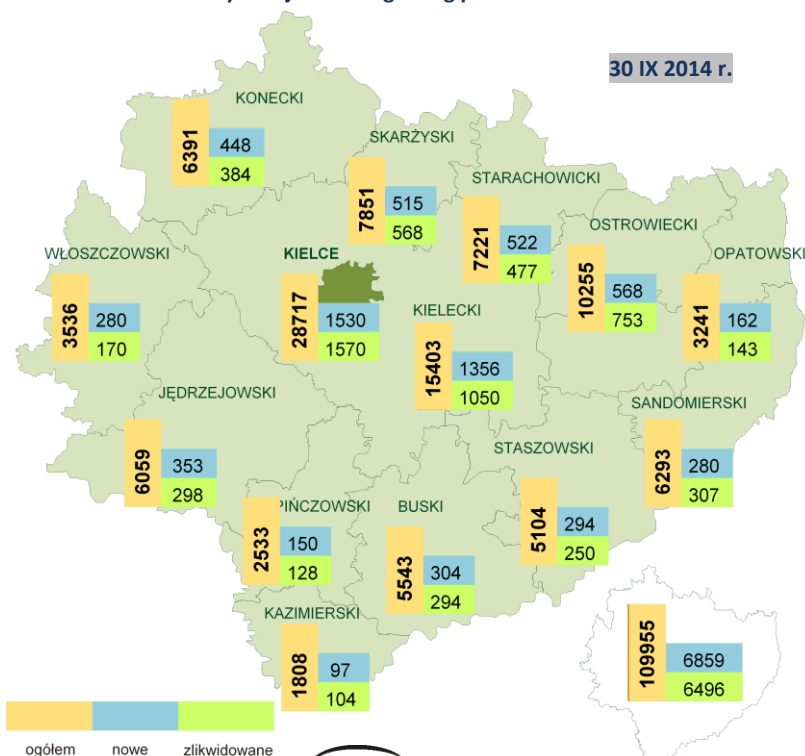 30 IX 2014 r.
KONECKI
6391
448
384
SKARŻYSKI
7851
515
568
STARACHOWICKI
7221
522
477
OSTROWIECKI
10255
568
753
OPATOWSKI
3241
162
143
WŁOSZCZOWSKI
3536
280
170
KIELCE
28717
1530
1570
KIELECKI
15403
1356
1050
JĘDRZEJOWSKI
6059
353
298
SANDOMIERSKI
6293
280
307
STASZOWSKI
5104
294
250
PIŃCZOWSKI
2533
150
128
BUSKI
5543
304
294
KAZIMIERSKI
1808
97
104
109955
6859
6496
ogółem nowe zlikwidowane